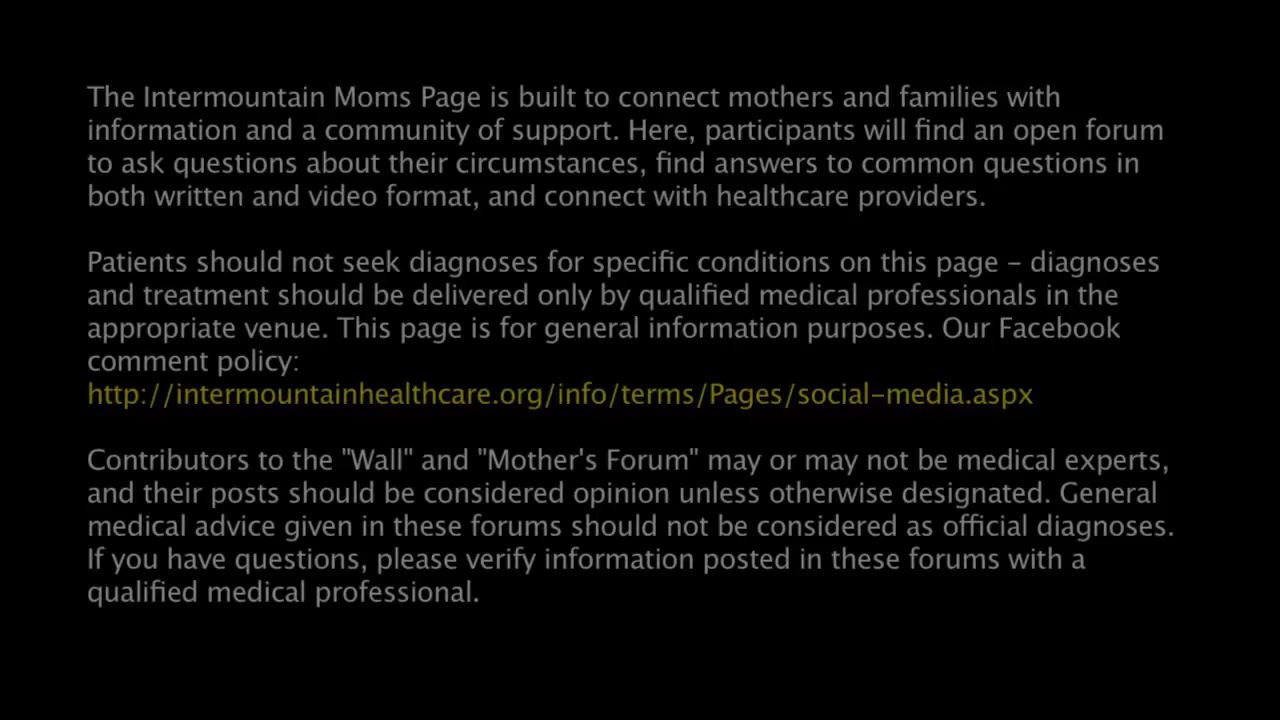 The Intermountain Moms Page is built to connect mothers and families with
information and a community of support. Here, participants will find an open forum
to ask questions about their circumstances, find answers to common questions in
both written and video format, and connect with healthcare providers.
Patients should not seek diagnoses for specific conditions on this page – diagnoses
and treatment should be delivered only by qualified medical professionals in the
appropriate venue. This page is for general information purposes. Our Facebook
comment policy:
http://intermountainhealthcare.org/info/terms/Pages/social-media.aspx
Contributors to the "Wall" and "Mother's Forum" may or may not be medical experts,
and their posts should be considered opinion unless otherwise designated. General
medical advice given in these forums should not be considered as official diagnoses.
If you have questions, please verify information posted in these forums with a
qualified medical professional.